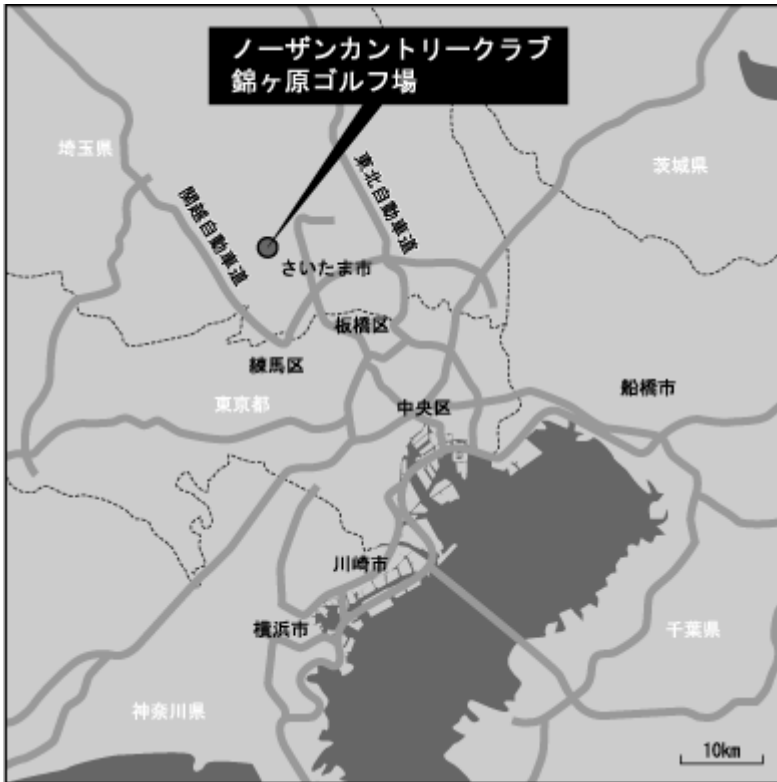 ノーザンカントリークラブ
錦ヶ原ゴルフ場
埼玉県
茨城県
関越自動車道
東北自動車道
さいたま市
板橋区
練馬区
船橋市
東京都
中央区
川崎市
横浜市
千葉県
神奈川県
10km